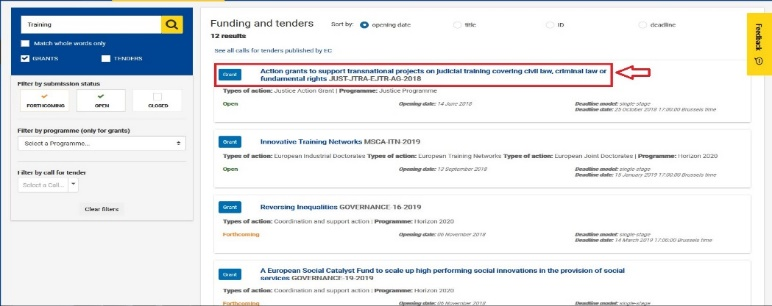 Training
Match whole words only
GRANTS
TENDERS
Filter by submission status
FORTHCOMING
OPEN
CLOSED
Filter by programme (only for grants)
Select a Programme...
Filter by call for tender
Select a Call...
Clear filters
Funding and tenders
Sort by: opening date title ID deadline
12 results
See all calls for tenders published by EC
Grant
Action grants to support transnational projects on judicial training covering civil law, criminal law or
fundamental rights JUST-JTRA-EJTR-AG-2018
Types of action: Justice Action Grant | Programme: Justice Programme
Open
Opening date: 14 June 2018
Deadline model: single-stage
Deadline date: 25 October 2018 17:00:00 Brussels time
Grant
Innovative Training Networks MSCA-ITN-2019
Types of action: European Industrial Doctorates Types of action: European Training Networks Types of action: European Joint Doctorates | Programme: Horizon 2020
Open
Opening date: 12 September 2018
Deadline model: single-stage
Deadline date: 15 January 2019 17:00:00 Brussels time
Grant
Reversing Inequalities GOVERNANCE-16-2019
Types of action: Coordination and support action | Programme: Horizon 2020
Forthcoming
Opening date: 06 November 2018
Deadline model: single-stage
Deadline date: 14 March 2019 17:00:00 Brussels time
Grant
A European Social Catalyst Fund to scale up high performing social innovations in the provision of social
services GOVERNANCE-19-2019
Types of action: Coordination and support action | Programme: Horizon 2020
Forthcoming
Opening date: 06 November 2018
Deadline model: single-stage
Feedback